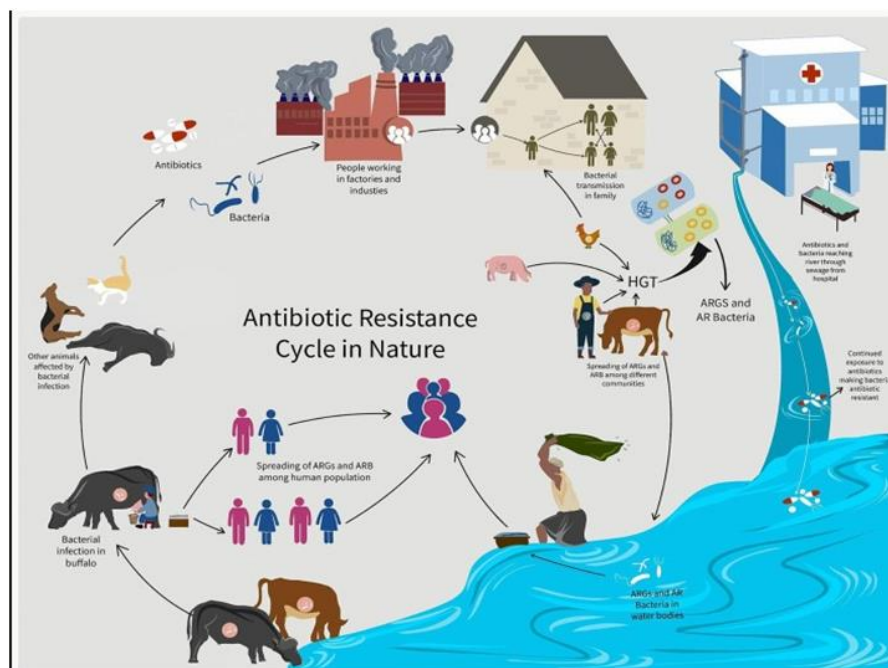 Antibiotics
Bacteria
People working
in factories and
industies
Bacterial
transmission
in family
Antibiotics and
bacteria reaching
river through
sewage from
hospital
HGT
ARGS and
AR Bacteria
Continued
exposure to
antibiotics making bacteria
antibiotic
resistant
Spreading of ARGs and
ARB among different
communities
Antibiotic Resistance
Cycle in Nature
Other animals
affected by
bacterial
infection
Spreading of ARGs and ARB
among human population
Bacterial
infection in
buffalo
ARGs and AR
Bacteria in
water bodies